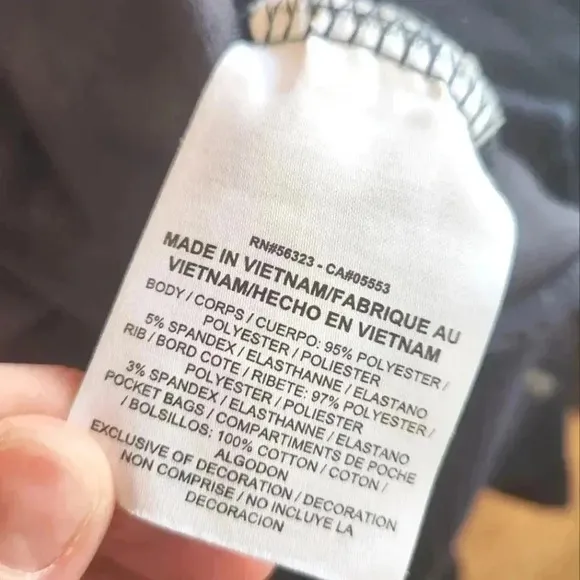 RN#56323 - CA#05553
MADE IN VIETNAM/FABRIQUE AU
VIETNAM/HECHO EN VIETNAM
BODY / CORPS / CUERPO: 95% POLYESTER /
POLYESTER / POLIESTER
5% SPANDEX / ELASTHANNE / ELASTANO
RIB / BORD COTE / RIBETE: 97% POLYESTER /
POLYESTER / POLIESTER
3% SPANDEX / ELASTHANNE / ELASTANO
POCKET BAGS / COMPARTIMENTS DE POCHE
/ BOLSILLOS: 100% COTTON / COTON /
ALGODON
EXCLUSIVE OF DECORATION / DECORATION
NON COMPRISE / NO INCLUYE LA
DECORACION